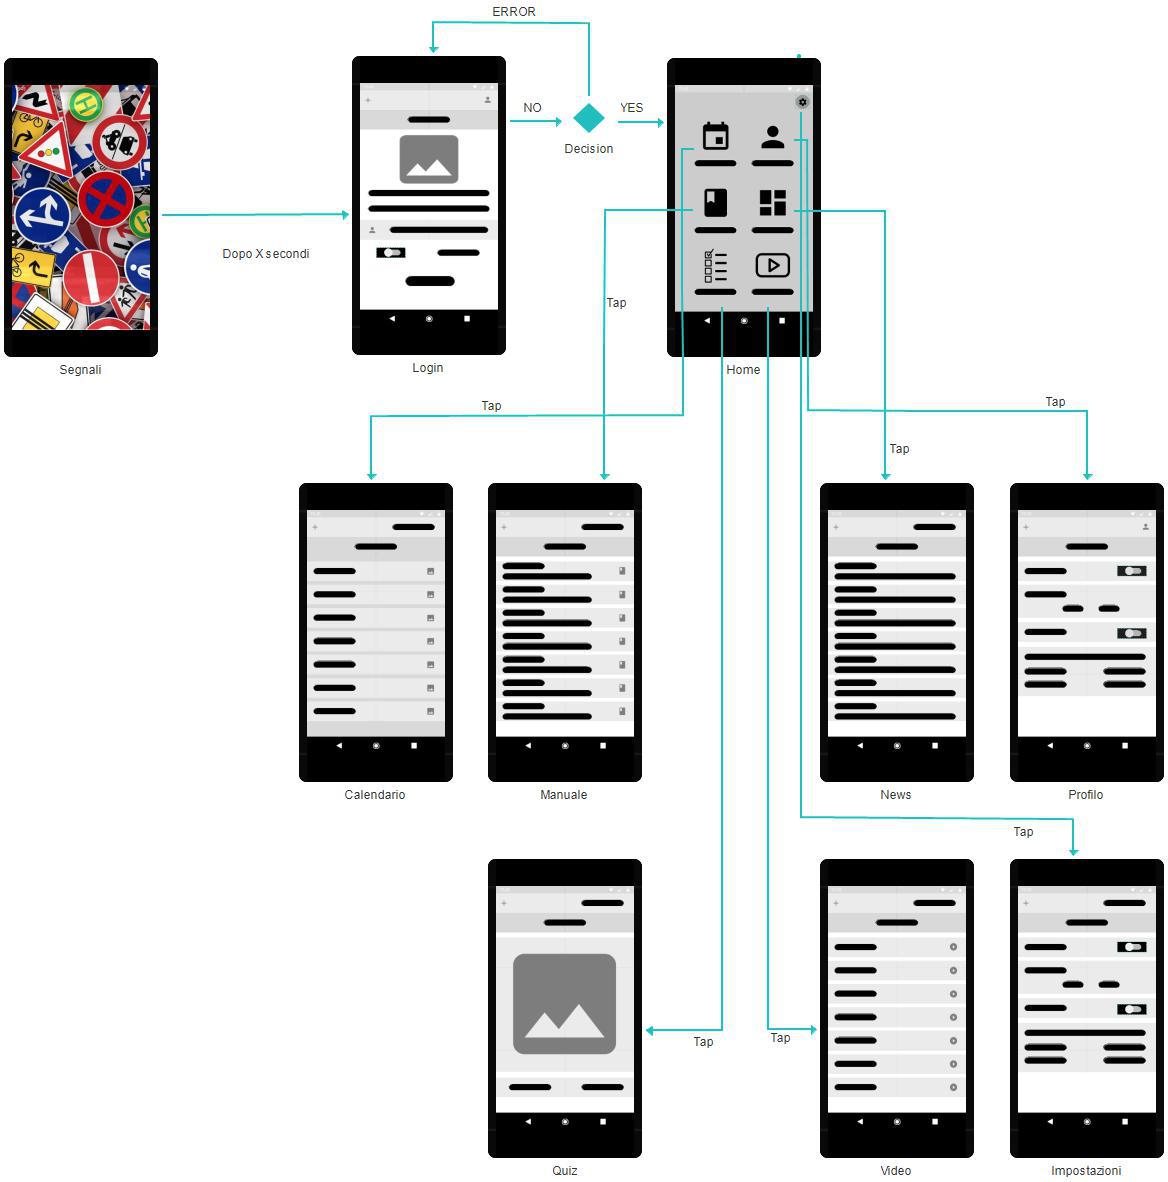 ERROR
NO
YES
Decision
Dopo X secondi
Segnali
Login
Home
Tap
Tap
Tap
Tap
Calendario
Manuale
News
Profilo
Tap
Tap
Tap
Quiz
Video
Impostazioni